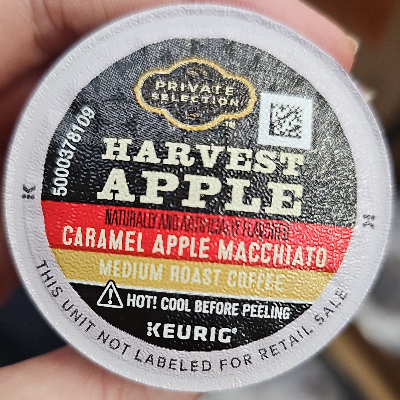 PRIVATE
SELECTION
5000378109
HARVEST
APPLE
NATURALLY AND ARTIFICIALLY FLAVORED
CARAMEL APPLE MACCHIATO
MEDIUM ROAST COFFEE
HOT! COOL BEFORE PEELING
KEURIG®
K
H
THIS UNIT NOT LABELED FOR RETAIL SALE